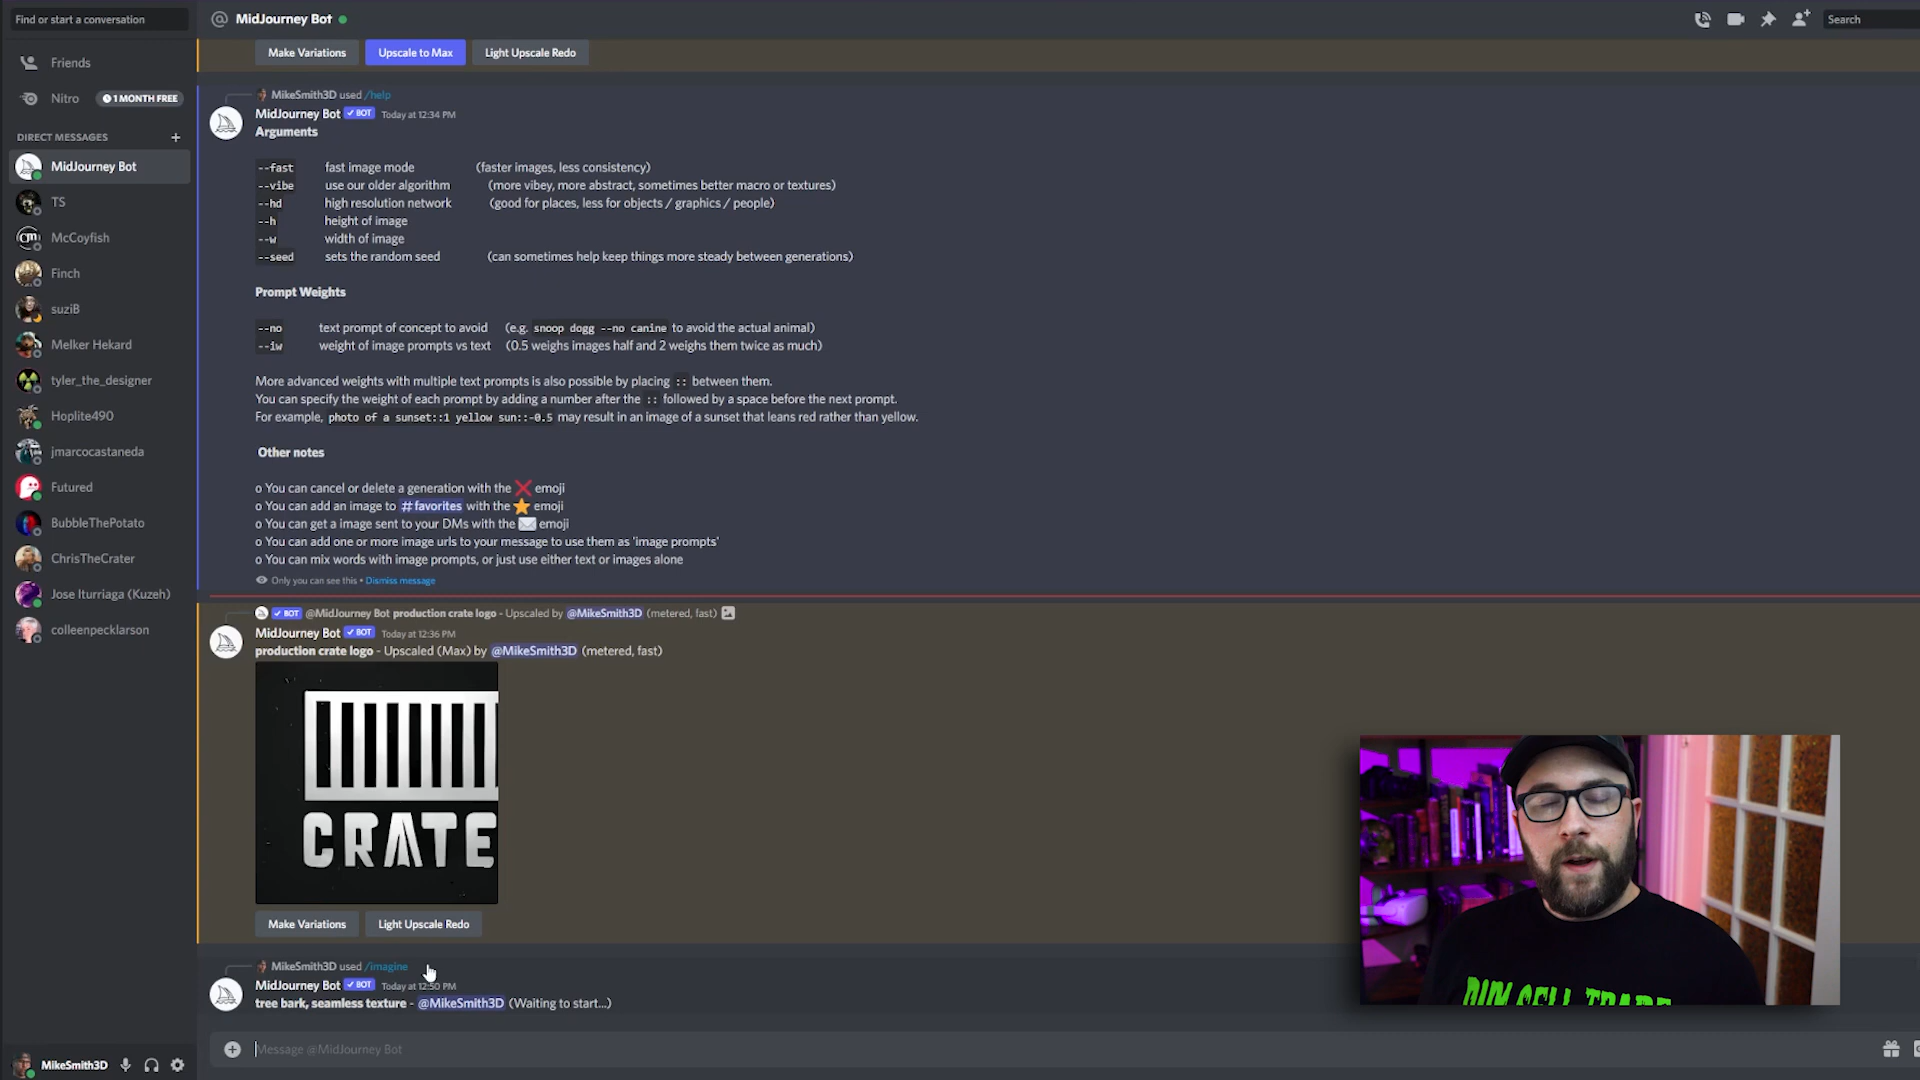 Find or start a conversation
MidJourney Bot
Search
Friends
Nitro
1 MONTH FREE
DIRECT MESSAGES
MidJourney Bot
TS
McCoyfish
Finch
suziB
Melker Hekard
tyler_the_designer
Hoplite490
jmarcocastaneda
Futured
BubbleThePotato
ChrisTheCrater
Jose Iturriaga (Kuzeh)
colleenpecklarson
MikeSmith3D
Make Variations Upscale to Max Light Upscale Redo
MikeSmith3D used /help
MidJourney Bot BOT Today at 12:34 PM
Arguments
--fast fast image mode (faster images, less consistency)
--vibe use our older algorithm (more vibey, more abstract, sometimes better macro or textures)
--hd high resolution network (good for places, less for objects / graphics / people)
--h height of image
--w width of image
--seed sets the random seed (can sometimes help keep things more steady between generations)
Prompt Weights
--no text prompt of concept to avoid (e.g. snoop dogg --no canine to avoid the actual animal)
--iw weight of image prompts vs text (0.5 weighs images half and 2 weighs them twice as much)
More advanced weights with multiple text prompts is also possible by placing :: between them.
You can specify the weight of each prompt by adding a number after the :: followed by a space before the next prompt.
For example, photo of a sunset::1 yellow sun::-0.5 may result in an image of a sunset that leans red rather than yellow.
Other notes
o You can cancel or delete a generation with the ❌ emoji
o You can add an image to #favorites with the ⭐ emoji
o You can get a image sent to your DMs with the ✉️ emoji
o You can add one or more image urls to your message to use them as 'image prompts'
o You can mix words with image prompts, or just use either text or images alone
Only you can see this • Dismiss message
BOT @MidJourney Bot production crate logo - Upscaled by @MikeSmith3D (metered, fast)
MidJourney Bot BOT Today at 12:36 PM
production crate logo - Upscaled (Max) by @MikeSmith3D (metered, fast)
CRATE
Make Variations Light Upscale Redo
MikeSmith3D used /imagine
MidJourney Bot BOT Today at 12:50 PM
tree bark, seamless texture - @MikeSmith3D (Waiting to start...)
Message @MidJourney Bot